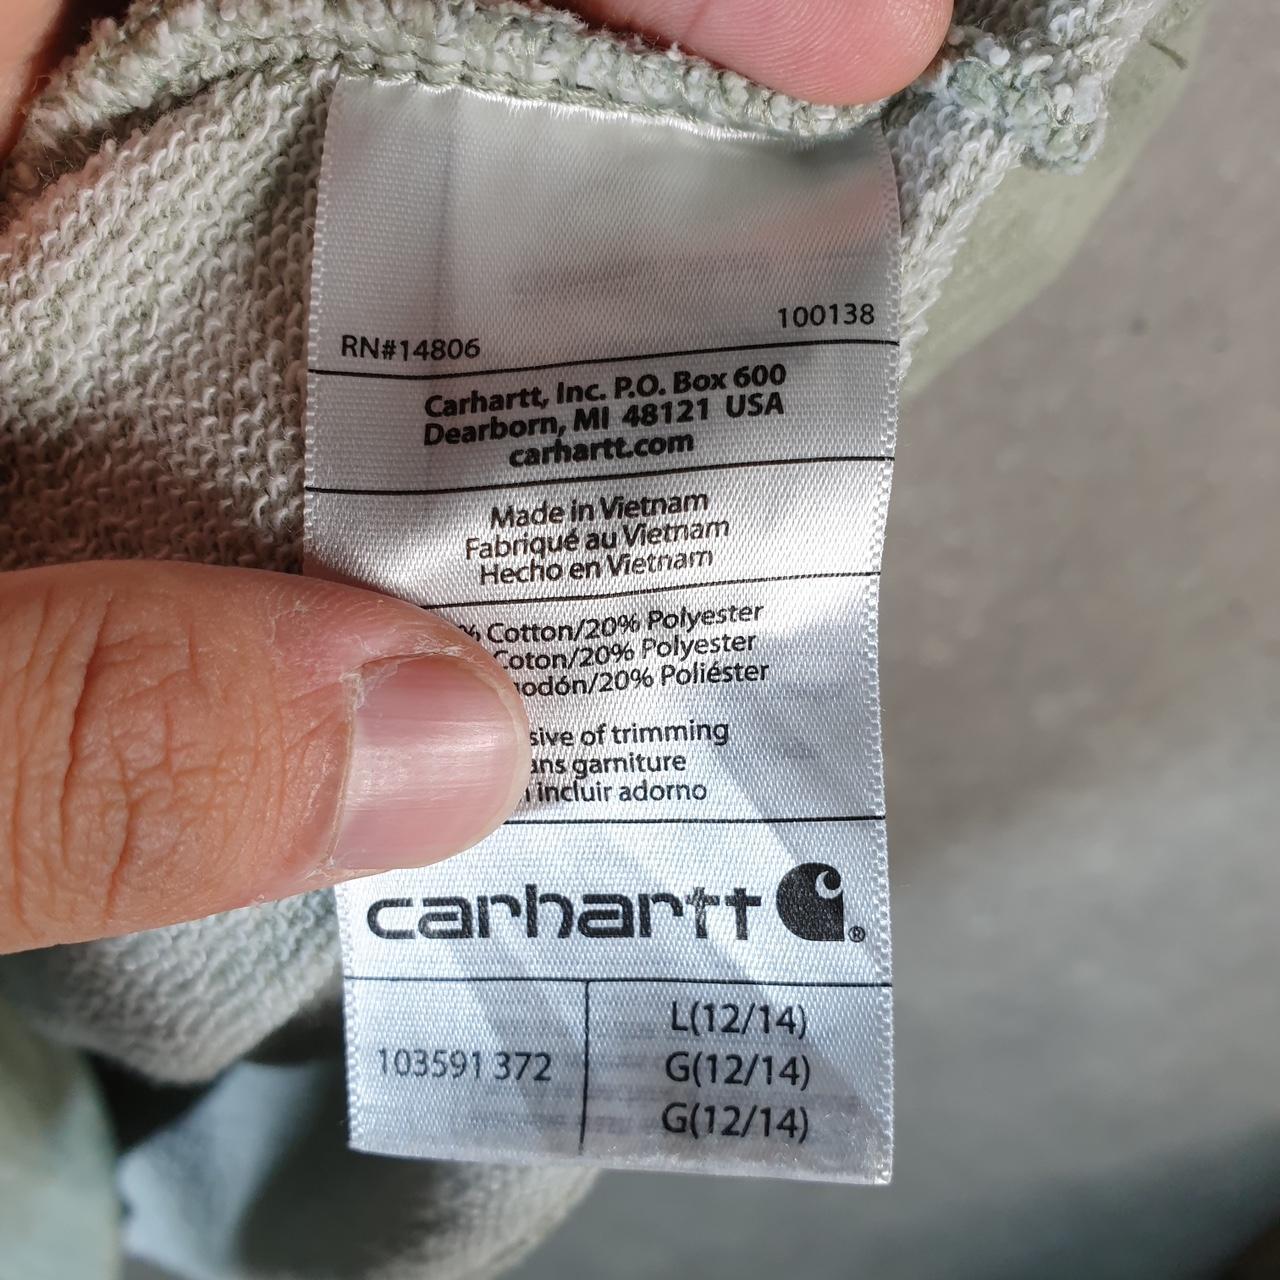 100138
RN#14806
Carhartt, Inc. P.O. Box 600
Dearborn, MI 48121 USA
carhartt.com
Made in Vietnam
Fabriqué au Vietnam
Hecho en Vietnam
% Cotton/20% Polyester
Coton/20% Polyester
odón/20% Poliéster
sive of trimming
ans garniture
incluir adorno
carhartt ®
103591 372
L(12/14)
G(12/14)
G(12/14)